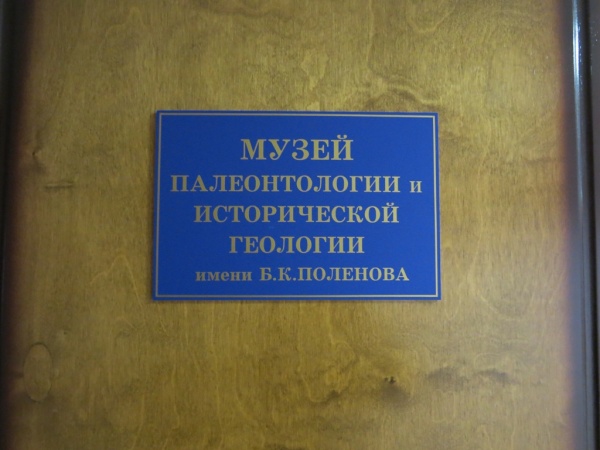 МУЗЕЙ
ПАЛЕОНТОЛОГИИ и
ИСТОРИЧЕСКОЙ
ГЕОЛОГИИ
имени Б.К.ПОЛЕНОВА